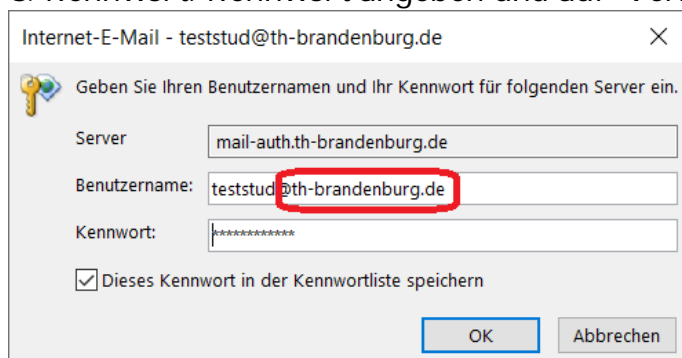 Internet-E-Mail - teststud@th-brandenburg.de
Geben Sie Ihren Benutzernamen und Ihr Kennwort für folgenden Server ein.
Server mail-auth.th-brandenburg.de
Benutzername: teststud@th-brandenburg.de
Kennwort: ************
Dieses Kennwort in der Kennwortliste speichern
OK Abbrechen